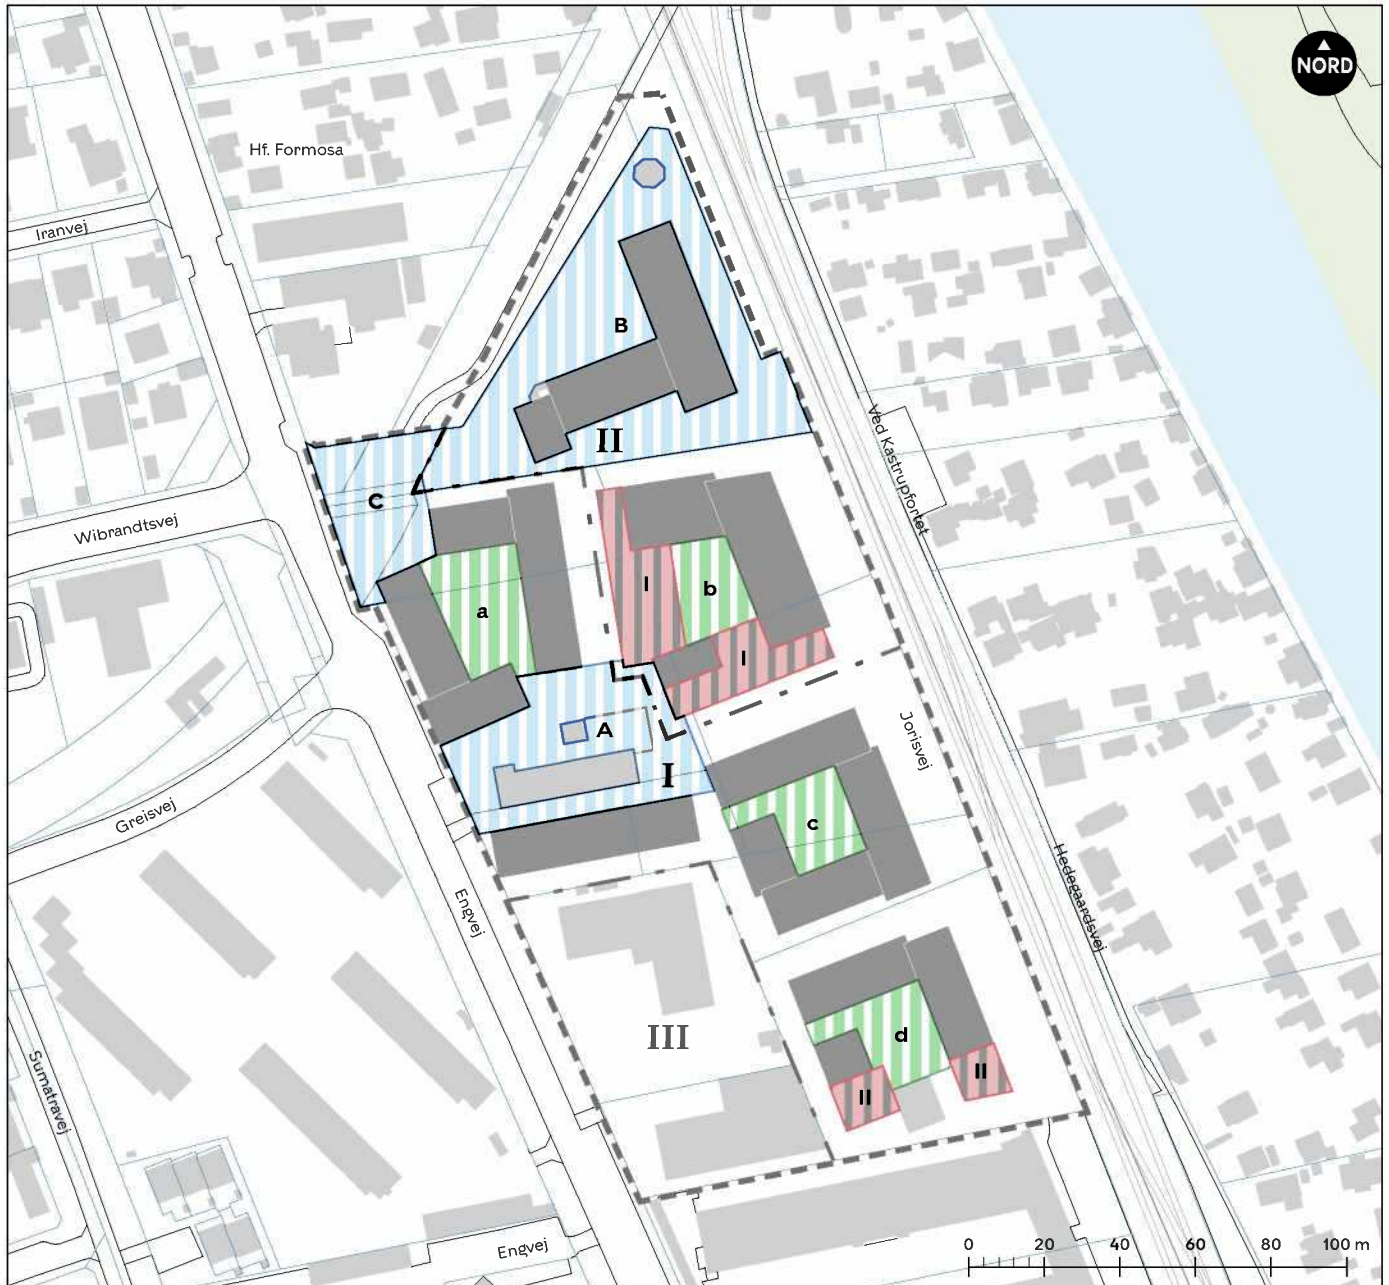 NORD
Hf. Formosa
Iranvej
B
II
Ved Kastrupfortet
C
Wibrandtsvej
a
I
b
I
A
I
Jorisvej
Greisvej
c
Engvej
Hedegaardsvej
III
d
II
II
Sumatravej
Engvej
0 20 40 60 80 100 m